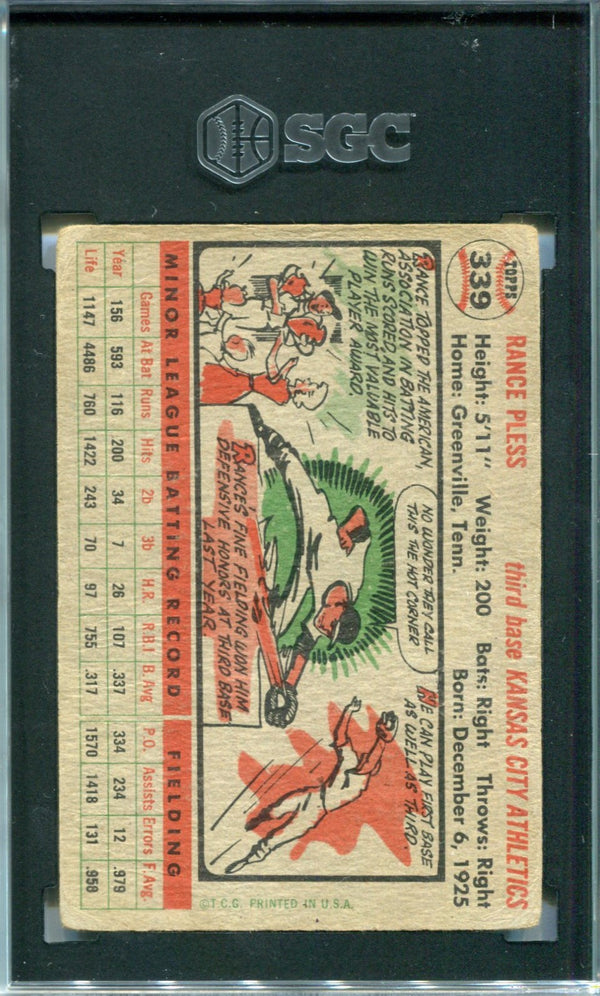 SGC
TOPPS
339
RANCE PLESS third base KANSAS CITY ATHLETICS
Height: 5'11" Weight: 200 Bats: Right Throws: Right
Home: Greenville, Tenn. Born: December 6, 1925
RANCE TOPPED THE AMERICAN
ASSOCIATION IN BATTING,
RUNS SCORED AND HITS TO
WIN THE MOST VALUABLE
PLAYER AWARD.
NO WONDER THEY CALL
THIS THE HOT CORNER
RANCE'S FINE FIELDING WON HIM
DEFENSIVE HONORS AT THIRD BASE
LAST YEAR.
HE CAN PLAY FIRST BASE
AS WELL AS THIRD.
MINOR LEAGUE BATTING RECORD FIELDING
Games At Bat Runs Hits 2b 3b H.R. R.B.I. B.Avg. P.O. Assists Errors F.Avg.
Year 156 593 116 200 34 7 26 107 .337 334 234 12 .979
Life 1147 4486 760 1422 243 70 97 755 .317 1570 1418 131 .958
©T.C.G. PRINTED IN U.S.A.